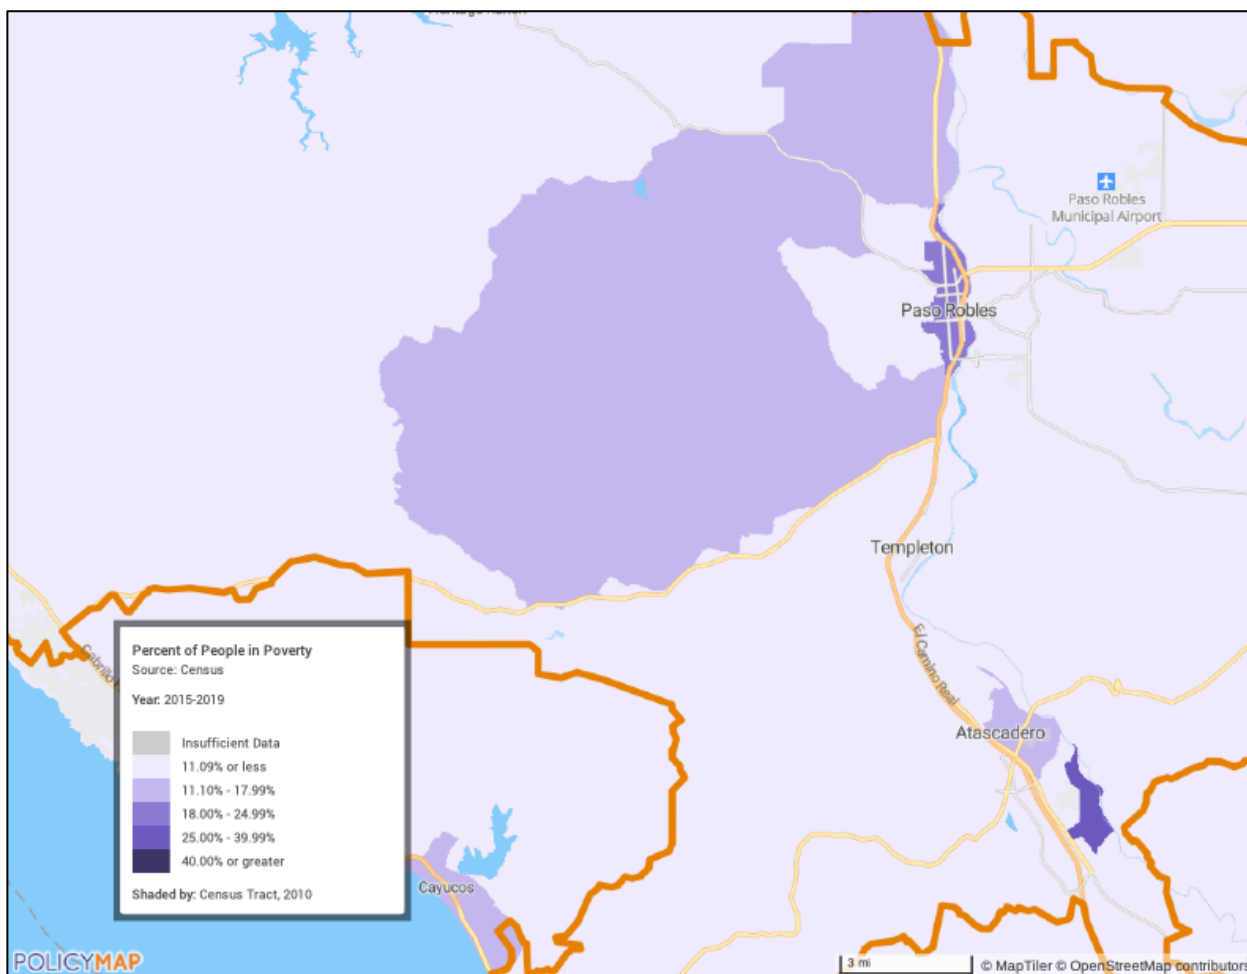 Paso Robles
Municipal Airport
Paso Robles
Templeton
El Camino Real
Atascadero
Percent of People in Poverty
Source: Census
Year: 2015-2019
Insufficient Data
11.09% or less
11.10% - 17.99%
18.00% - 24.99%
25.00% - 39.99%
40.00% or greater
Shaded by: Census Tract, 2010
Cabrillo
Cayucos
POLICYMAP
3 mi
© MapTiler © OpenStreetMap contributors